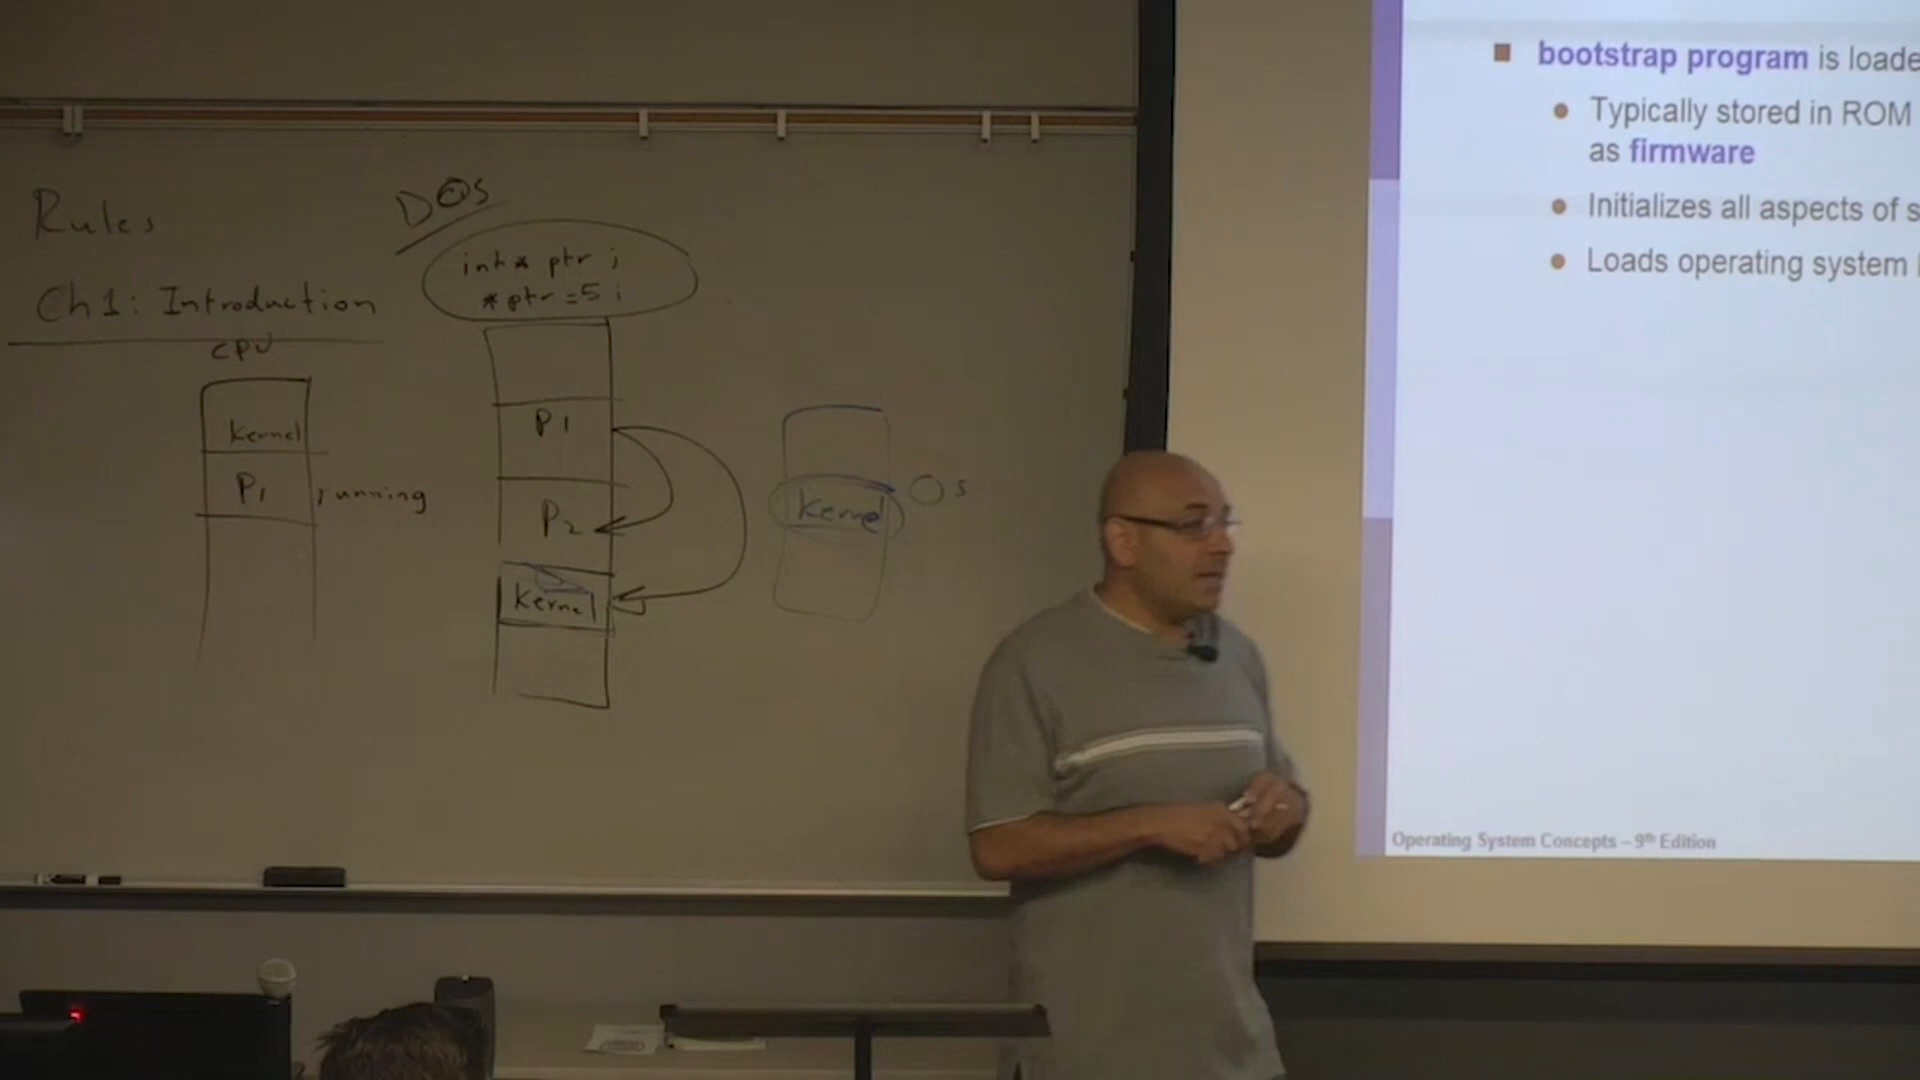 Rules
Ch1: Introduction
CPU
Kernel
P1 running
DOS
int* ptr ;
*ptr =5 ;
P1
P2
Kernel
Kernel
OS
bootstrap program is loade
Typically stored in ROM
as firmware
Initializes all aspects of s
Loads operating system
Operating System Concepts – 9th Edition